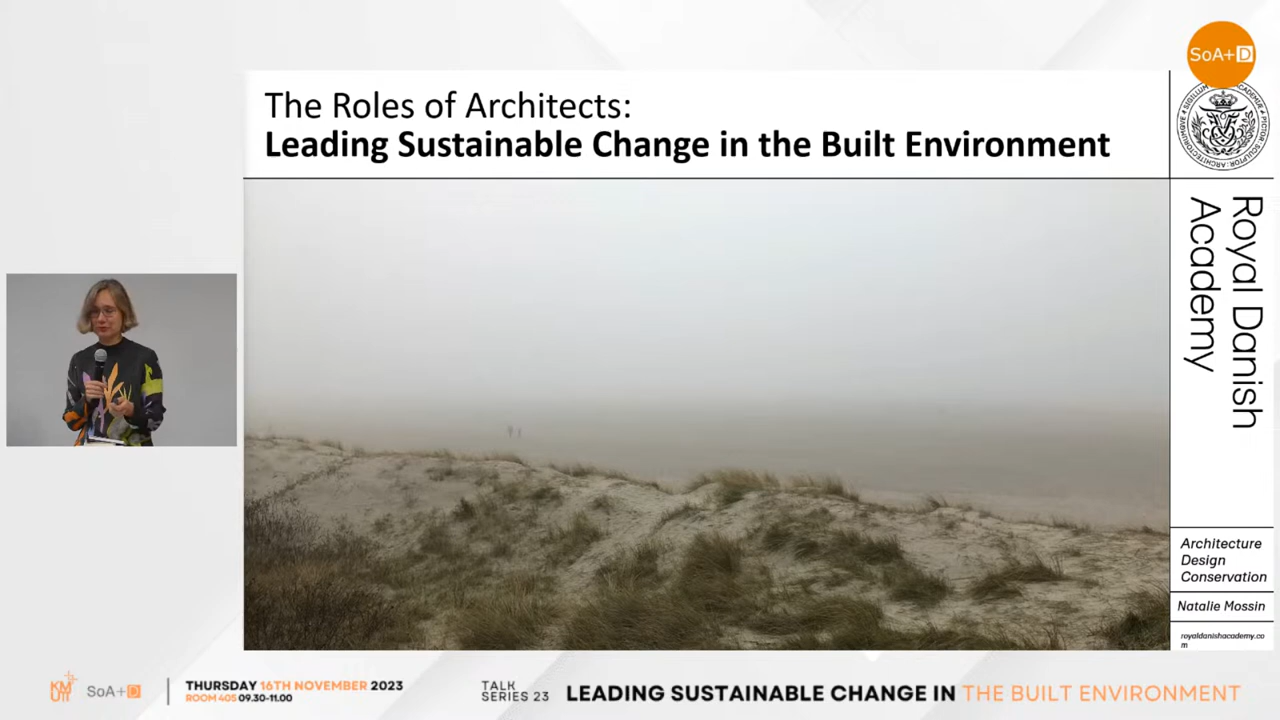 SoA+D
The Roles of Architects:
Leading Sustainable Change in the Built Environment
Royal Danish
Academy
Architecture
Design
Conservation
Natalie Mossin
royaldanishacademy.co
m
KMUTT
SoA+D
THURSDAY 16TH NOVEMBER 2023
ROOM 405 09.30-11.00
TALK
SERIES 23
LEADING SUSTAINABLE CHANGE IN THE BUILT ENVIRONMENT